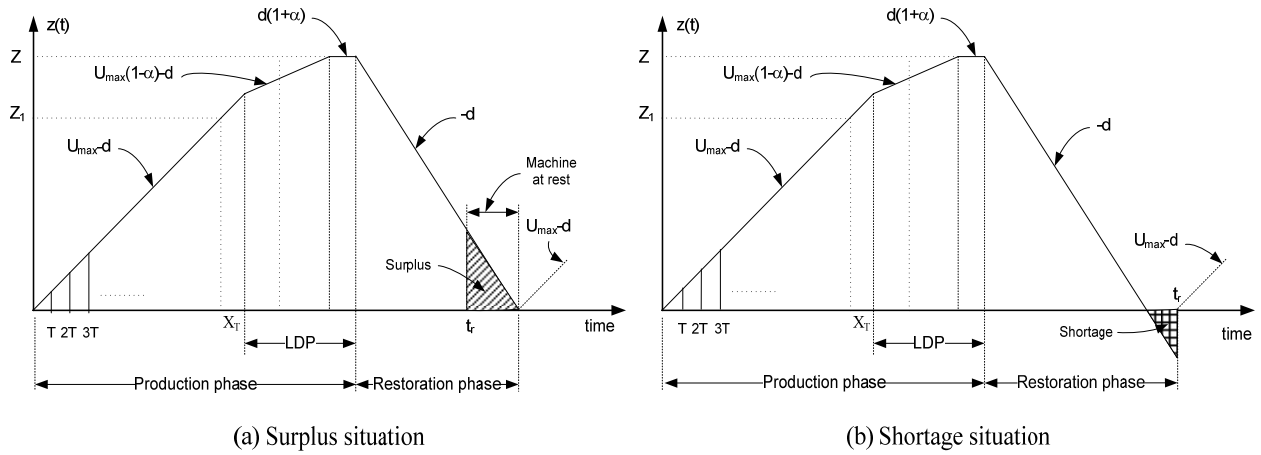 z(t)
d(1+α)
Z
Umax(1-α)-d
Z1
-d
Umax-d
Machine
at rest
Umax-d
Surplus
..........
T 2T 3T
XT
tr
time
LDP
Production phase
Restoration phase
(a) Surplus situation
z(t)
d(1+α)
Z
Umax(1-α)-d
Z1
-d
Umax-d
Umax-d
..........
tr
T 2T 3T
XT
Shortage
time
LDP
Production phase
Restoration phase
(b) Shortage situation